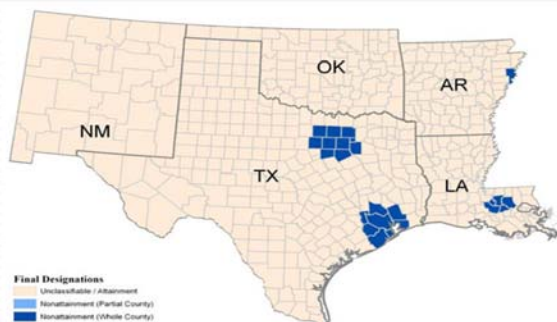 OK
AR
NM
TX
LA
Final Designations
Unclassifiable / Attainment
Nonattainment (Partial County)
Nonattainment (Whole County)